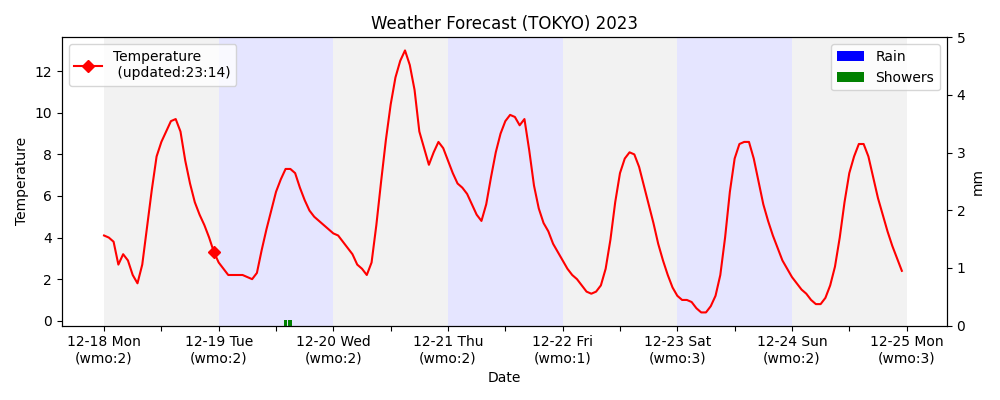 Weather Forecast (TOKYO) 2023
Temperature
(updated:23:14)
Rain
Showers
Temperature
12
10
8
6
4
2
0
5
4
3
2
1
0
mm
12-18 Mon
(wmo:2)
12-19 Tue
(wmo:2)
12-20 Wed
(wmo:2)
12-21 Thu
(wmo:2)
12-22 Fri
(wmo:1)
12-23 Sat
(wmo:3)
12-24 Sun
(wmo:2)
12-25 Mon
(wmo:3)
Date